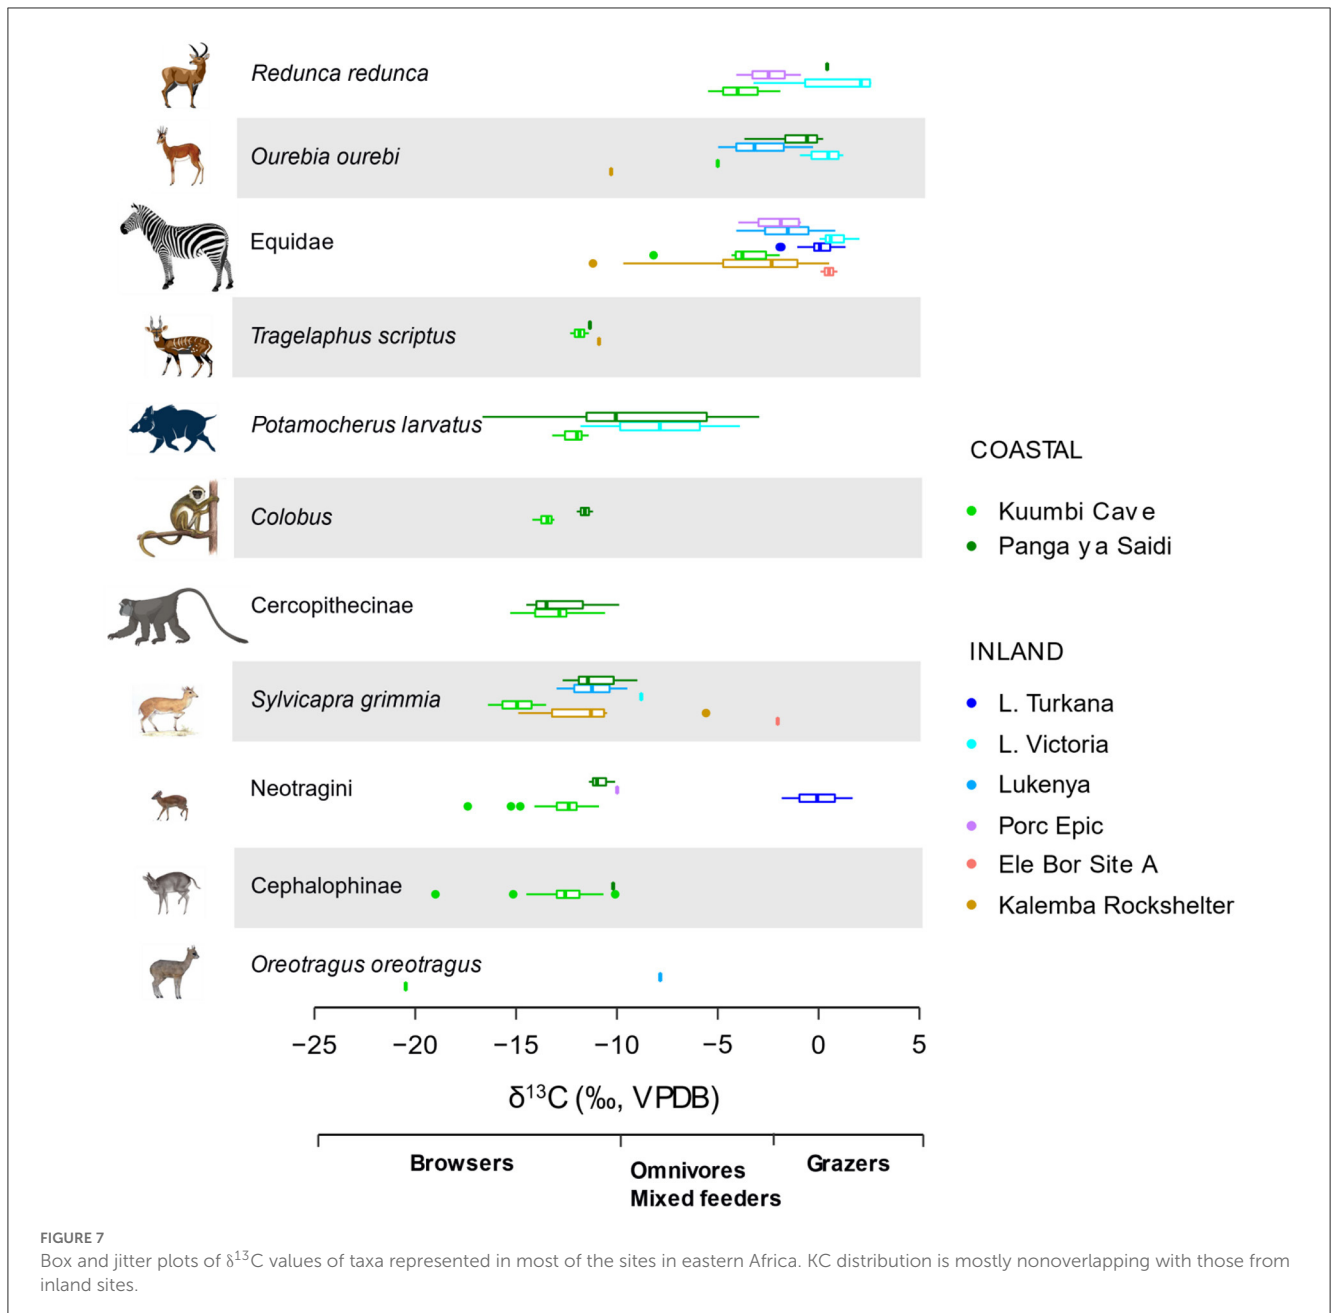 Redunca redunca
Ourebia ourebi
Equidae
Tragelaphus scriptus
Potamocherus larvatus
Colobus
Cercopithecinae
Sylvicapra grimmia
Neotragini
Cephalophinae
Oreotragus oreotragus
−25 −20 −15 −10 −5 0 5
δ¹³C (‰, VPDB)
Browsers
Omnivores
Mixed feeders
Grazers
COASTAL
Kuumbi Cave
Panga ya Saidi
INLAND
L. Turkana
L. Victoria
Lukenya
Porc Epic
Ele Bor Site A
Kalemba Rockshelter
FIGURE 7
Box and jitter plots of δ¹³C values of taxa represented in most of the sites in eastern Africa. KC distribution is mostly nonoverlapping with those from
inland sites.